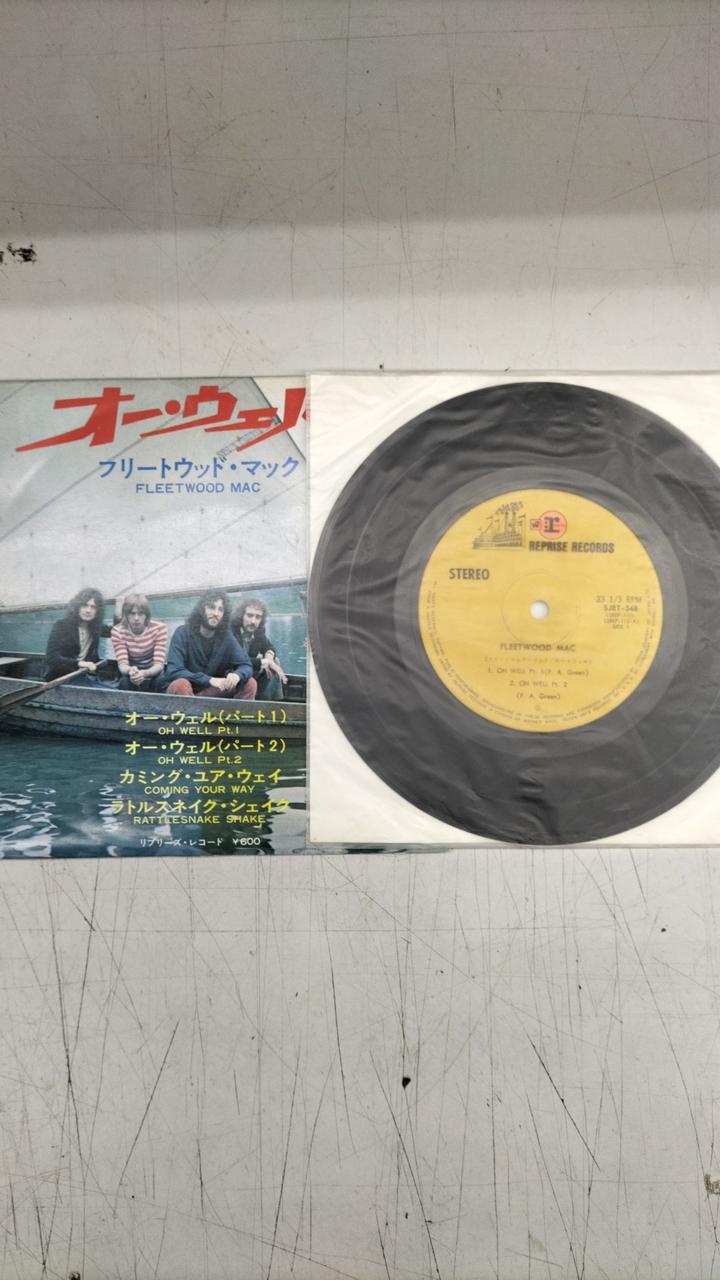 オー・ウェル
フリートウッド・マック
FLEETWOOD MAC
オー・ウェル(パート1)
OH WELL Pt.1
オー・ウェル(パート2)
OH WELL Pt.2
カミング・ユア・ウェイ
COMING YOUR WAY
ラトルスネイク・シェイク
RATTLESNAKE SHAKE
リプリーズ・レコード ¥600
r:
REPRISE RECORDS
STEREO
33 1/3 RPM
SJET-548
SIDE 1
FLEETWOOD MAC
1. OH WELL Pt. 1 (P. A. Green)
2. OH WELL Pt. 2
(P. A. Green)